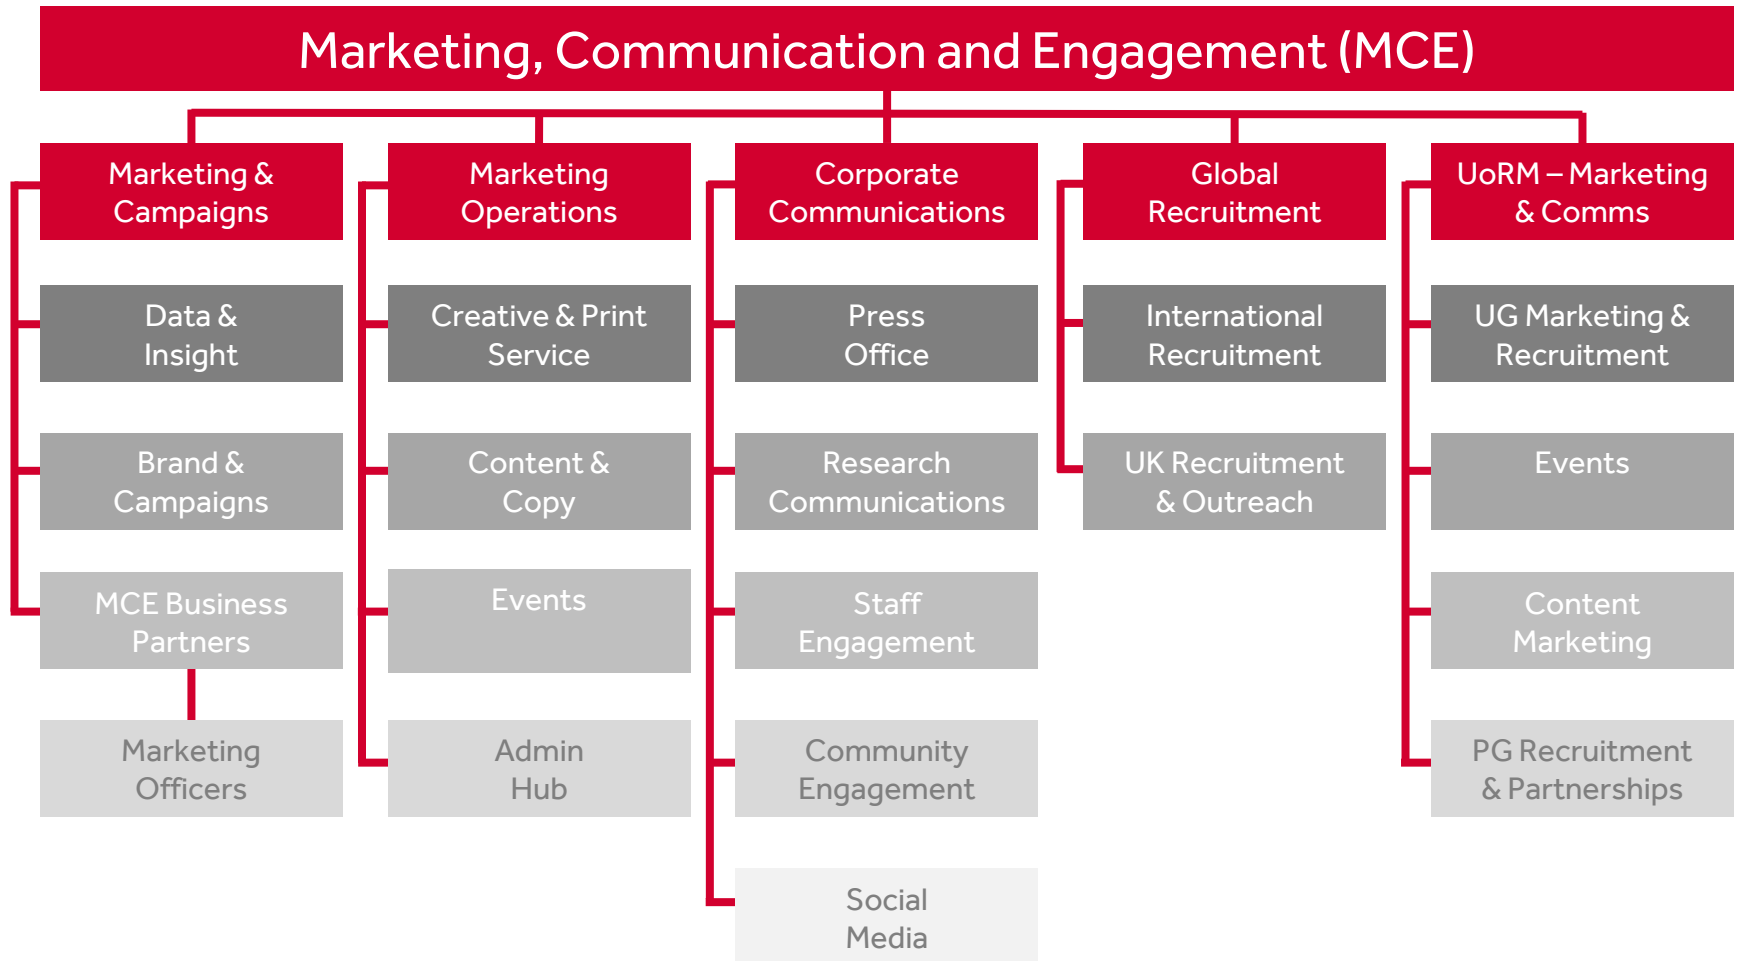 Marketing, Communication and Engagement (MCE)
Marketing &
Campaigns
Data &
Insight
Brand &
Campaigns
MCE Business
Partners
Marketing
Officers
Marketing
Operations
Creative & Print
Service
Content &
Copy
Events
Admin
Hub
Corporate
Communications
Press
Office
Research
Communications
Staff
Engagement
Community
Engagement
Social
Media
Global
Recruitment
International
Recruitment
UK Recruitment
& Outreach
UoRM – Marketing
& Comms
UG Marketing &
Recruitment
Events
Content
Marketing
PG Recruitment
& Partnerships